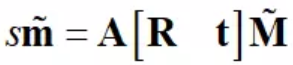 sm̃ = A[R t]M̃